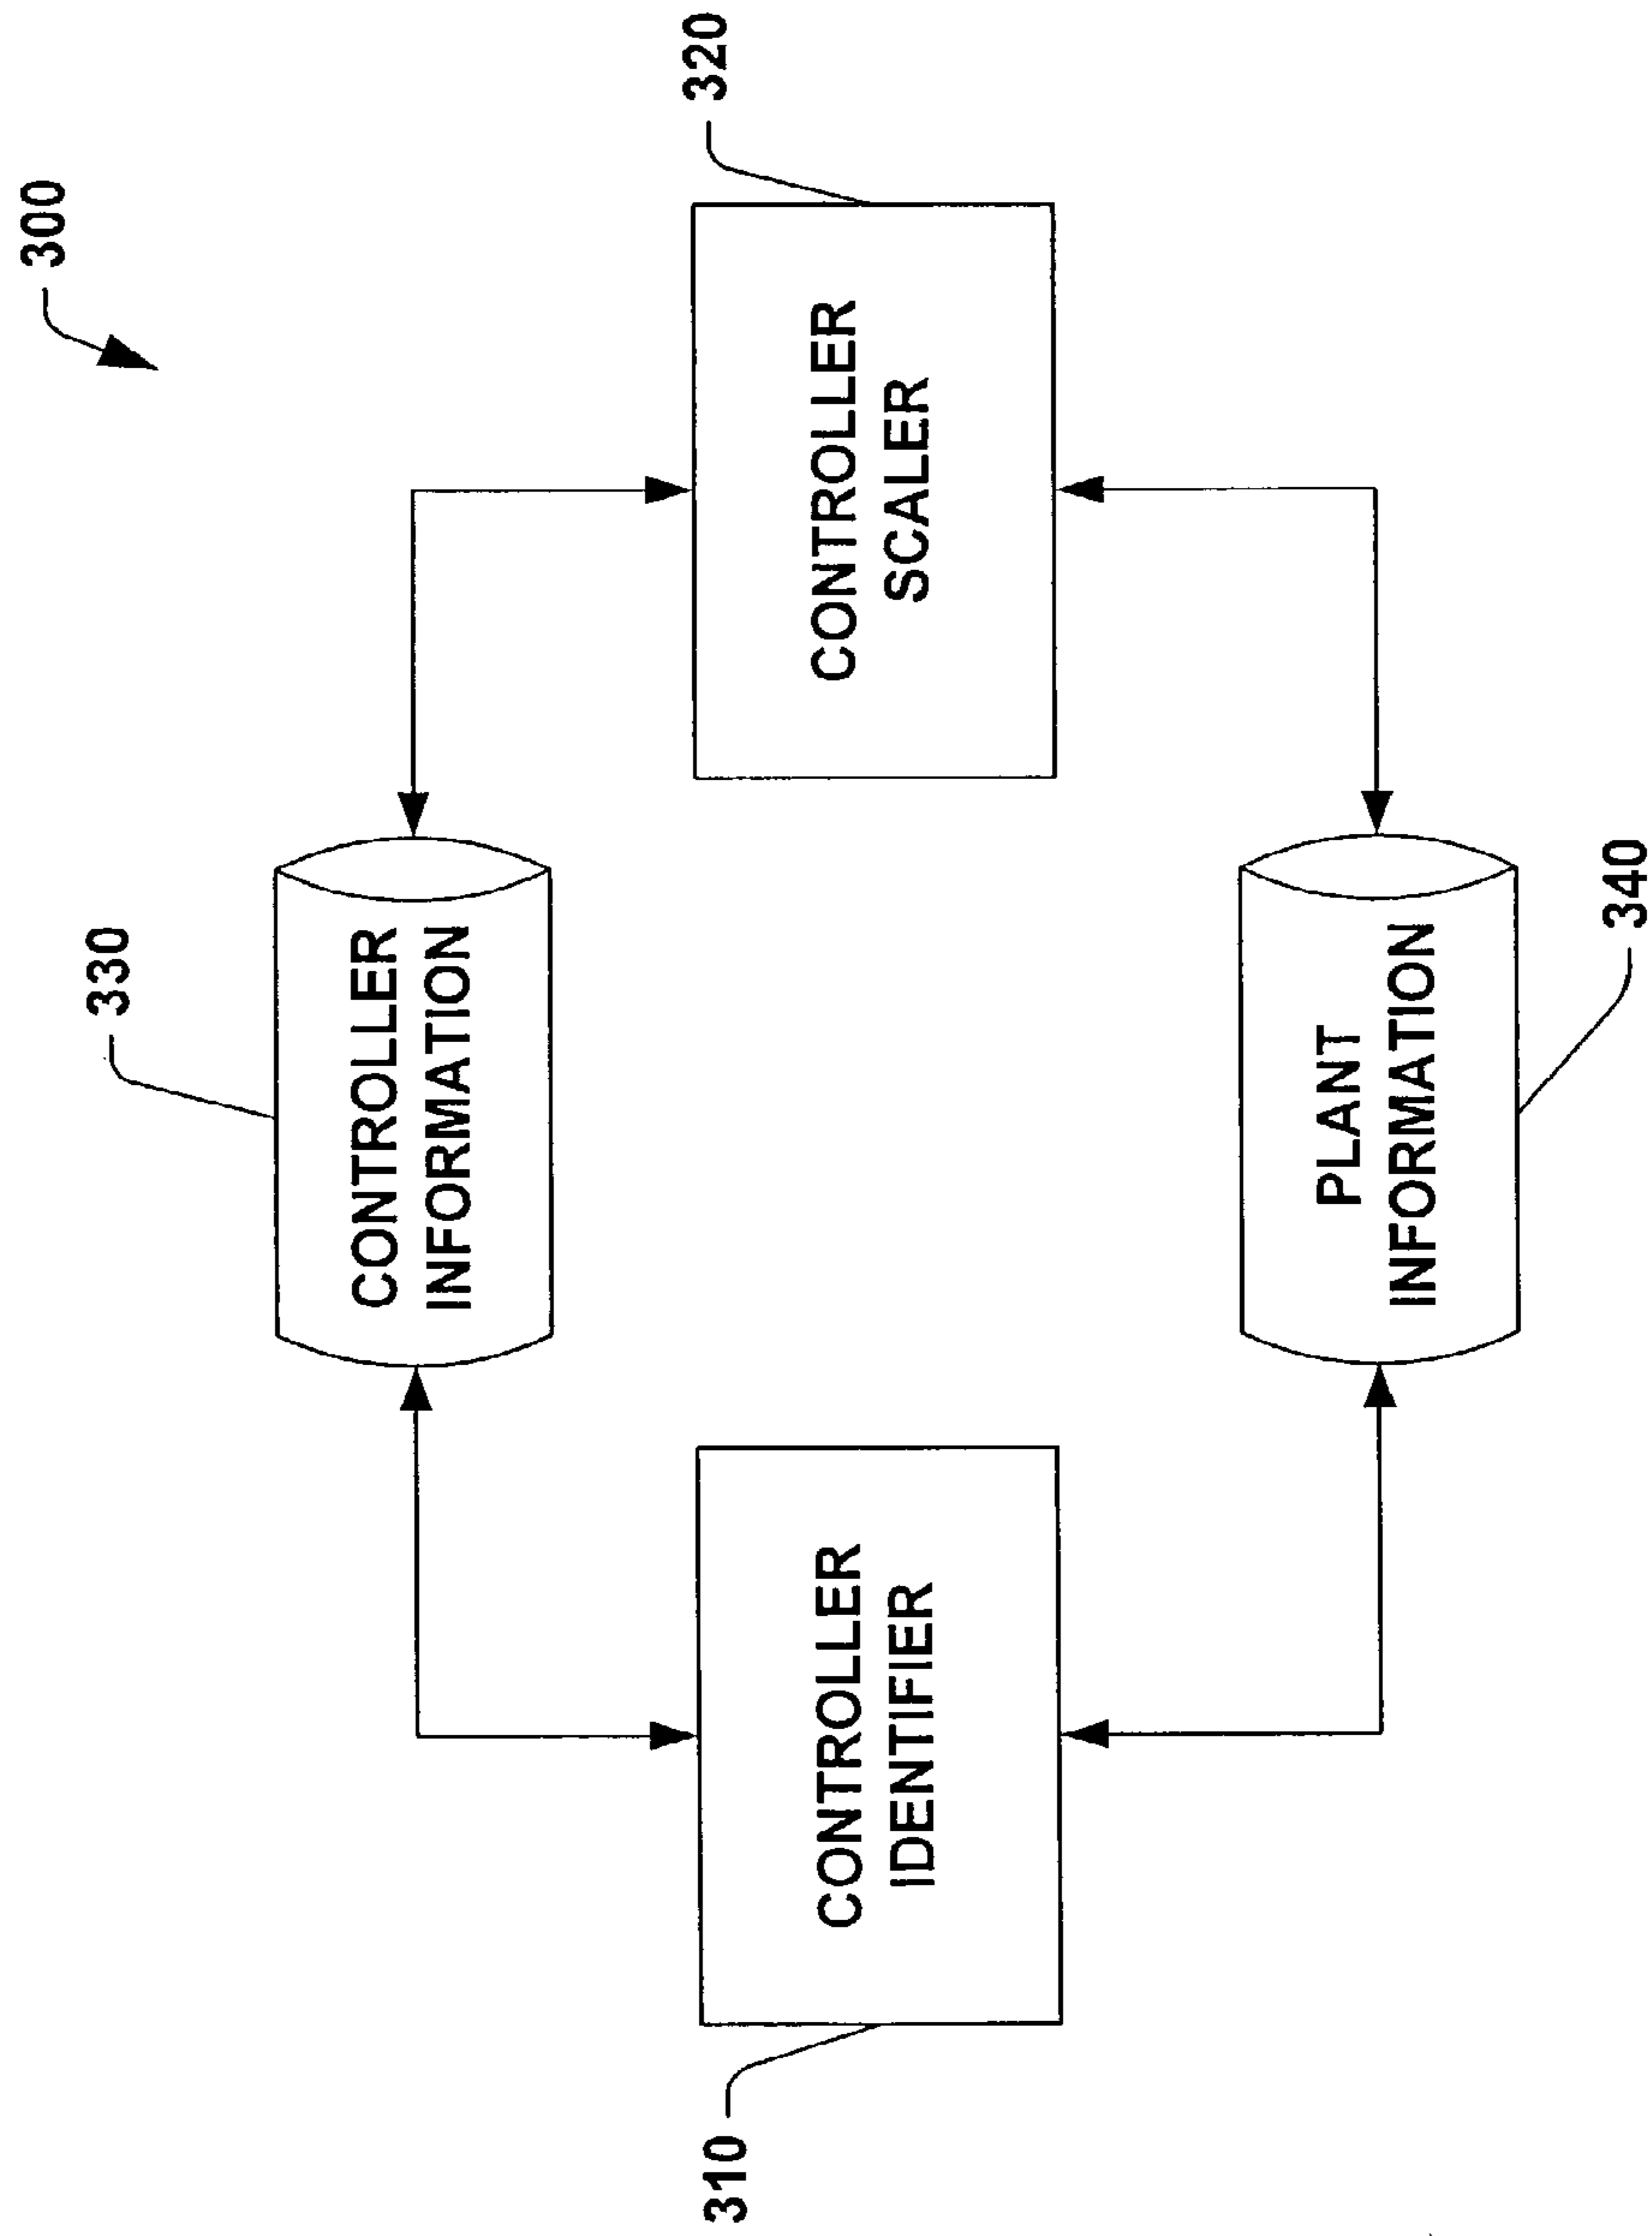 300
330
CONTROLLER
INFORMATION
310
CONTROLLER
IDENTIFIER
CONTROLLER
SCALER
320
PLANT
INFORMATION
340